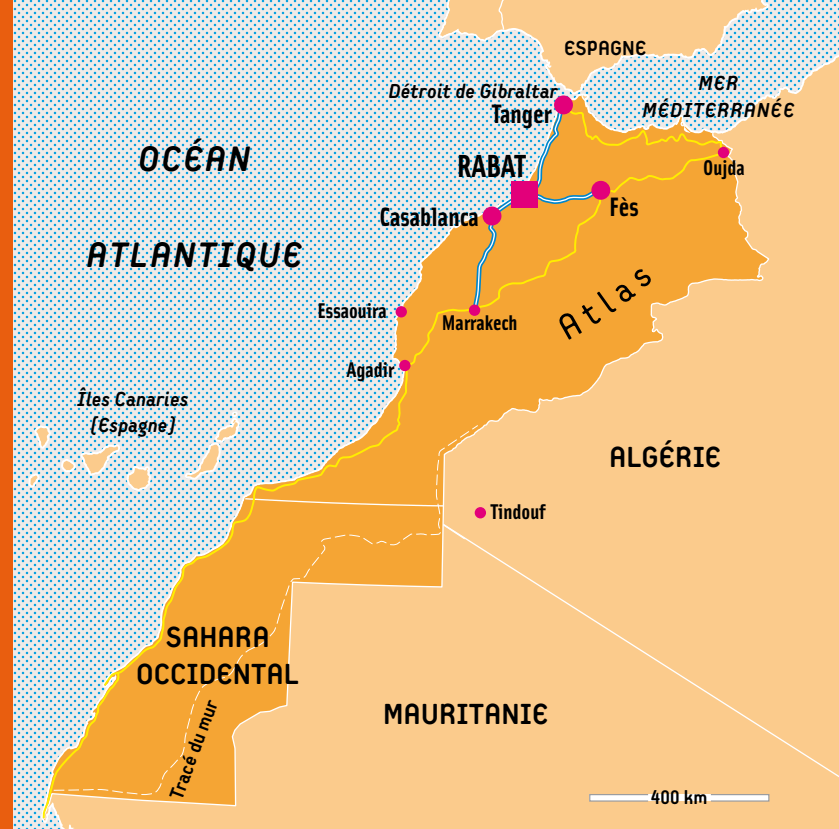 ESPAGNE
MER
MÉDITERRANÉE
Détroit de Gibraltar
Tanger
OCÉAN
ATLANTIQUE
RABAT
Oujda
Fès
Casablanca
Atlas
Essaouira
Marrakech
Agadir
Îles Canaries
(Espagne)
ALGÉRIE
Tindouf
SAHARA
OCCIDENTAL
MAURITANIE
Tracé du mur
400 km